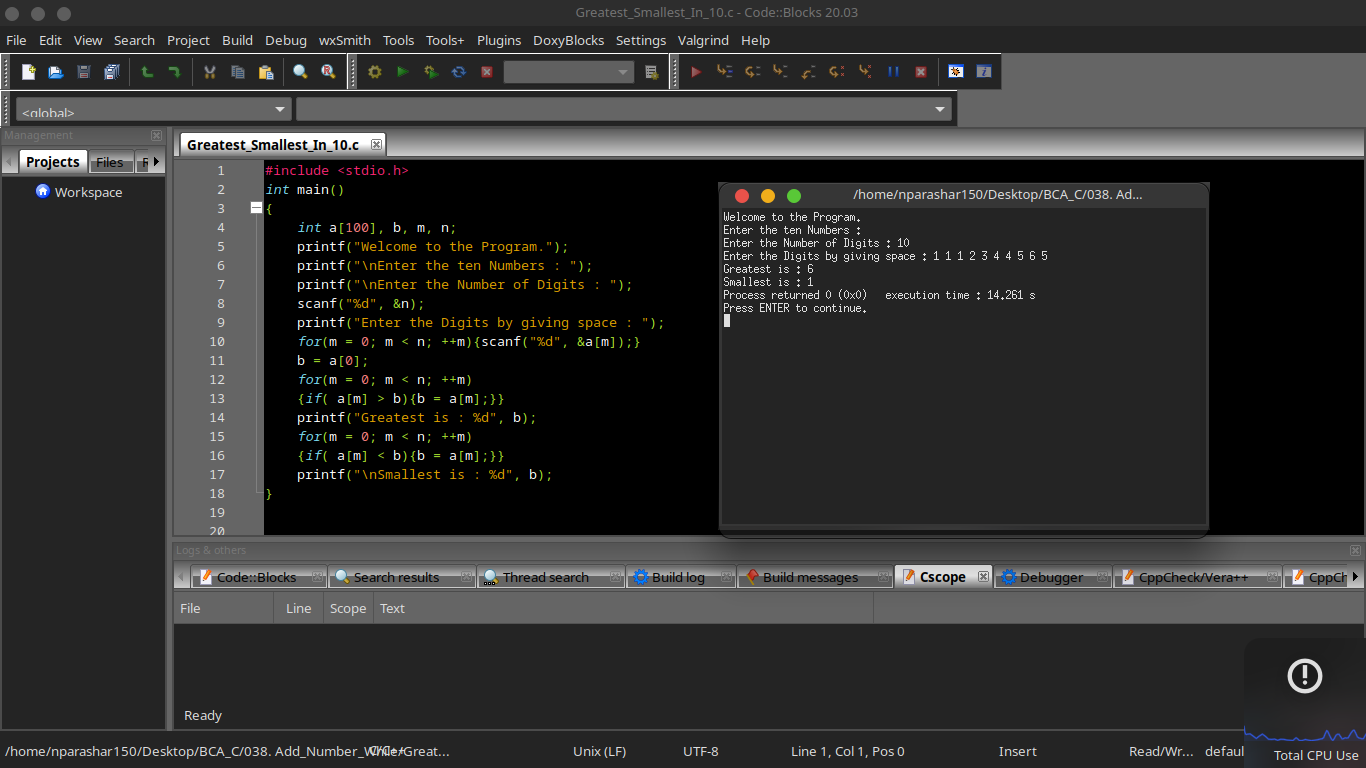 Greatest_Smallest_In_10.c - Code::Blocks 20.03
File Edit View Search Project Build Debug wxSmith Tools Tools+ Plugins DoxyBlocks Settings Valgrind Help
<global>
Management
Projects Files
Workspace
Greatest_Smallest_In_10.c
1 #include <stdio.h>
2 int main()
3 {
4 int a[100], b, m, n;
5 printf("Welcome to the Program.");
6 printf("\nEnter the ten Numbers : ");
7 printf("\nEnter the Number of Digits : ");
8 scanf("%d", &n);
9 printf("Enter the Digits by giving space : ");
10 for(m = 0; m < n; ++m){scanf("%d", &a[m]);}
11 b = a[0];
12 for(m = 0; m < n; ++m)
13 {if( a[m] > b){b = a[m];}}
14 printf("Greatest is : %d", b);
15 for(m = 0; m < n; ++m)
16 {if( a[m] < b){b = a[m];}}
17 printf("\nSmallest is : %d", b);
18 }
19
20
/home/nparashar150/Desktop/BCA_C/038. Ad...
Welcome to the Program.
Enter the ten Numbers :
Enter the Number of Digits : 10
Enter the Digits by giving space : 1 1 1 2 3 4 4 5 6 5
Greatest is : 6
Smallest is : 1
Process returned 0 (0x0) execution time : 14.261 s
Press ENTER to continue.
Logs & others
Code::Blocks Search results Thread search Build log Build messages Cscope Debugger CppCheck/Vera++ CppCh
File Line Scope Text
Ready
/home/nparashar150/Desktop/BCA_C/038. Add_Number_While/Great... C/C++ Unix (LF) UTF-8 Line 1, Col 1, Pos 0 Insert Read/Wr... defaul
Total CPU Use